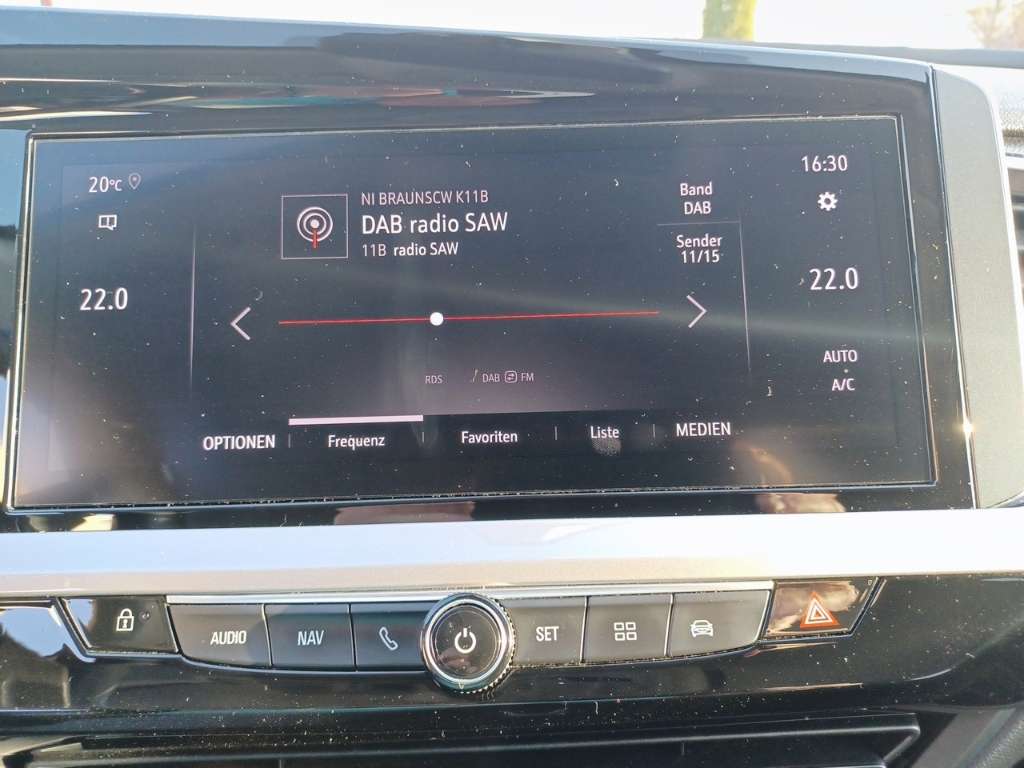 20°C
22.0
NI BRAUNSCW K11B
DAB radio SAW
11B radio SAW
Band
DAB
Sender
11/15
16:30
22.0
AUTO
A/C
RDS DAB FM
OPTIONEN Frequenz Favoriten Liste MEDIEN
AUDIO NAV SET